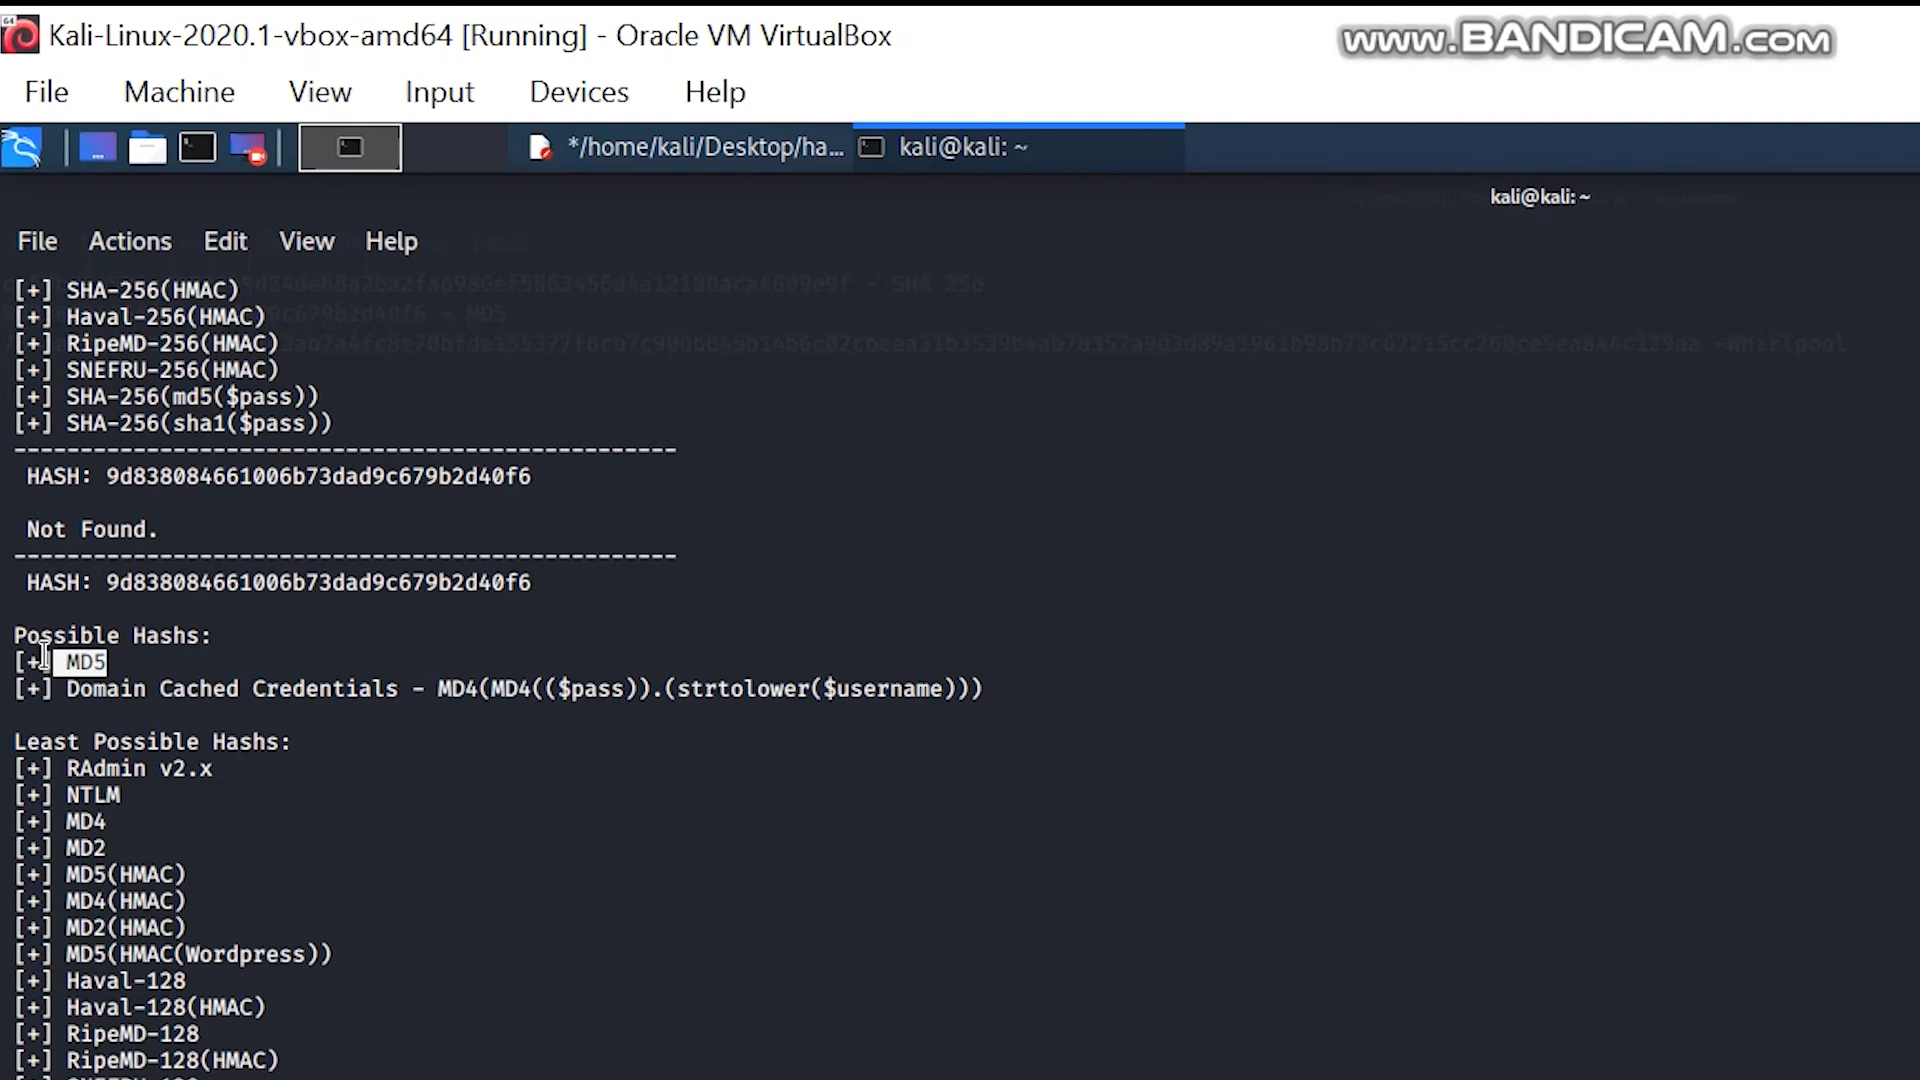 Kali-Linux-2020.1-vbox-amd64 [Running] - Oracle VM VirtualBox
www.BANDICAM.com
File Machine View Input Devices Help
*/home/kali/Desktop/ha... kali@kali: ~
kali@kali: ~
File Actions Edit View Help
[+] SHA-256(HMAC)
[+] Haval-256(HMAC)
[+] RipeMD-256(HMAC)
[+] SNEFRU-256(HMAC)
[+] SHA-256(md5($pass))
[+] SHA-256(sha1($pass))
--------------------------------------------------
HASH: 9d838084661006b73dad9c679b2d40f6
Not Found.
--------------------------------------------------
HASH: 9d838084661006b73dad9c679b2d40f6
Possible Hashs:
[+] MD5
[+] Domain Cached Credentials - MD4(MD4(($pass)).(strtolower($username)))
Least Possible Hashs:
[+] RAdmin v2.x
[+] NTLM
[+] MD4
[+] MD2
[+] MD5(HMAC)
[+] MD4(HMAC)
[+] MD2(HMAC)
[+] MD5(HMAC(Wordpress))
[+] Haval-128
[+] Haval-128(HMAC)
[+] RipeMD-128
[+] RipeMD-128(HMAC)